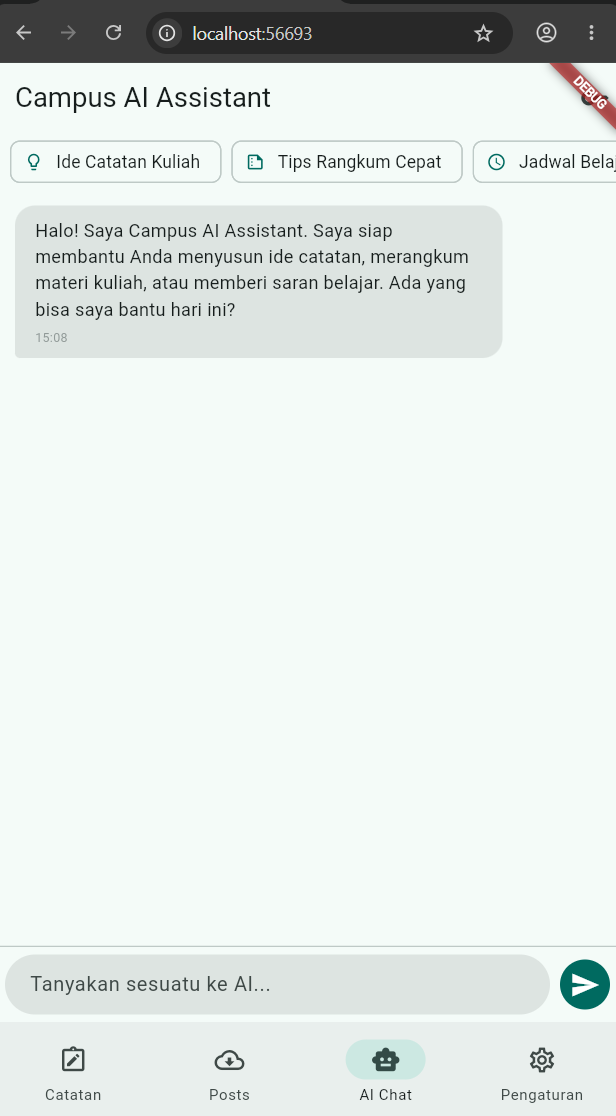 localhost:56693
Campus AI Assistant
DEBUG
Ide Catatan Kuliah
Tips Rangkum Cepat
Jadwal Belaj
Halo! Saya Campus AI Assistant. Saya siap
membantu Anda menyusun ide catatan, merangkum
materi kuliah, atau memberi saran belajar. Ada yang
bisa saya bantu hari ini?
15:08
Tanyakan sesuatu ke AI...
Catatan
Posts
AI Chat
Pengaturan